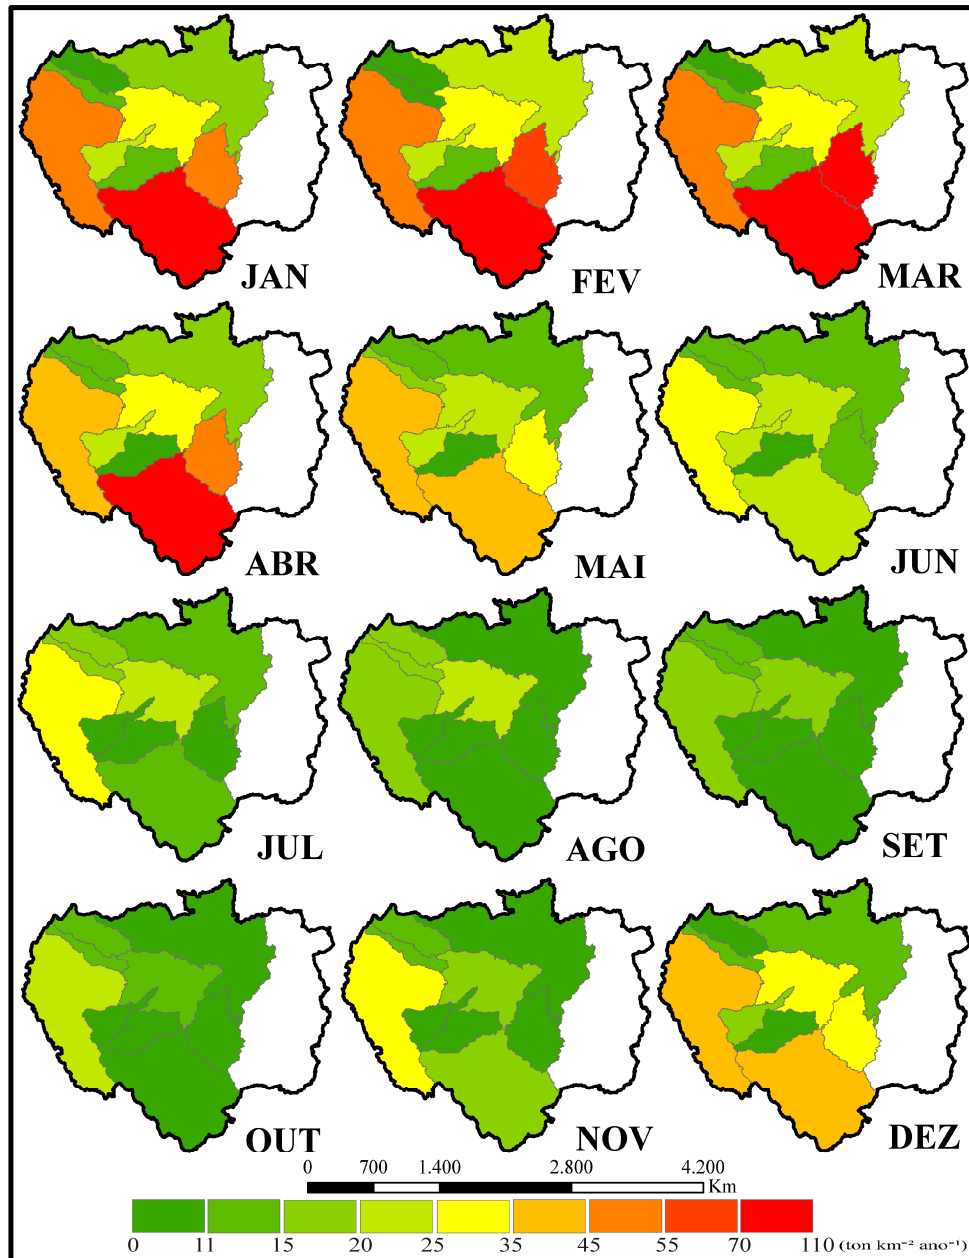 JAN FEV MAR
ABR MAI JUN
JUL AGO SET
OUT NOV DEZ
0 700 1.400 2.800 4.200
Km
0 11 15 20 25 35 45 55 70 110 (ton km⁻² ano⁻¹)